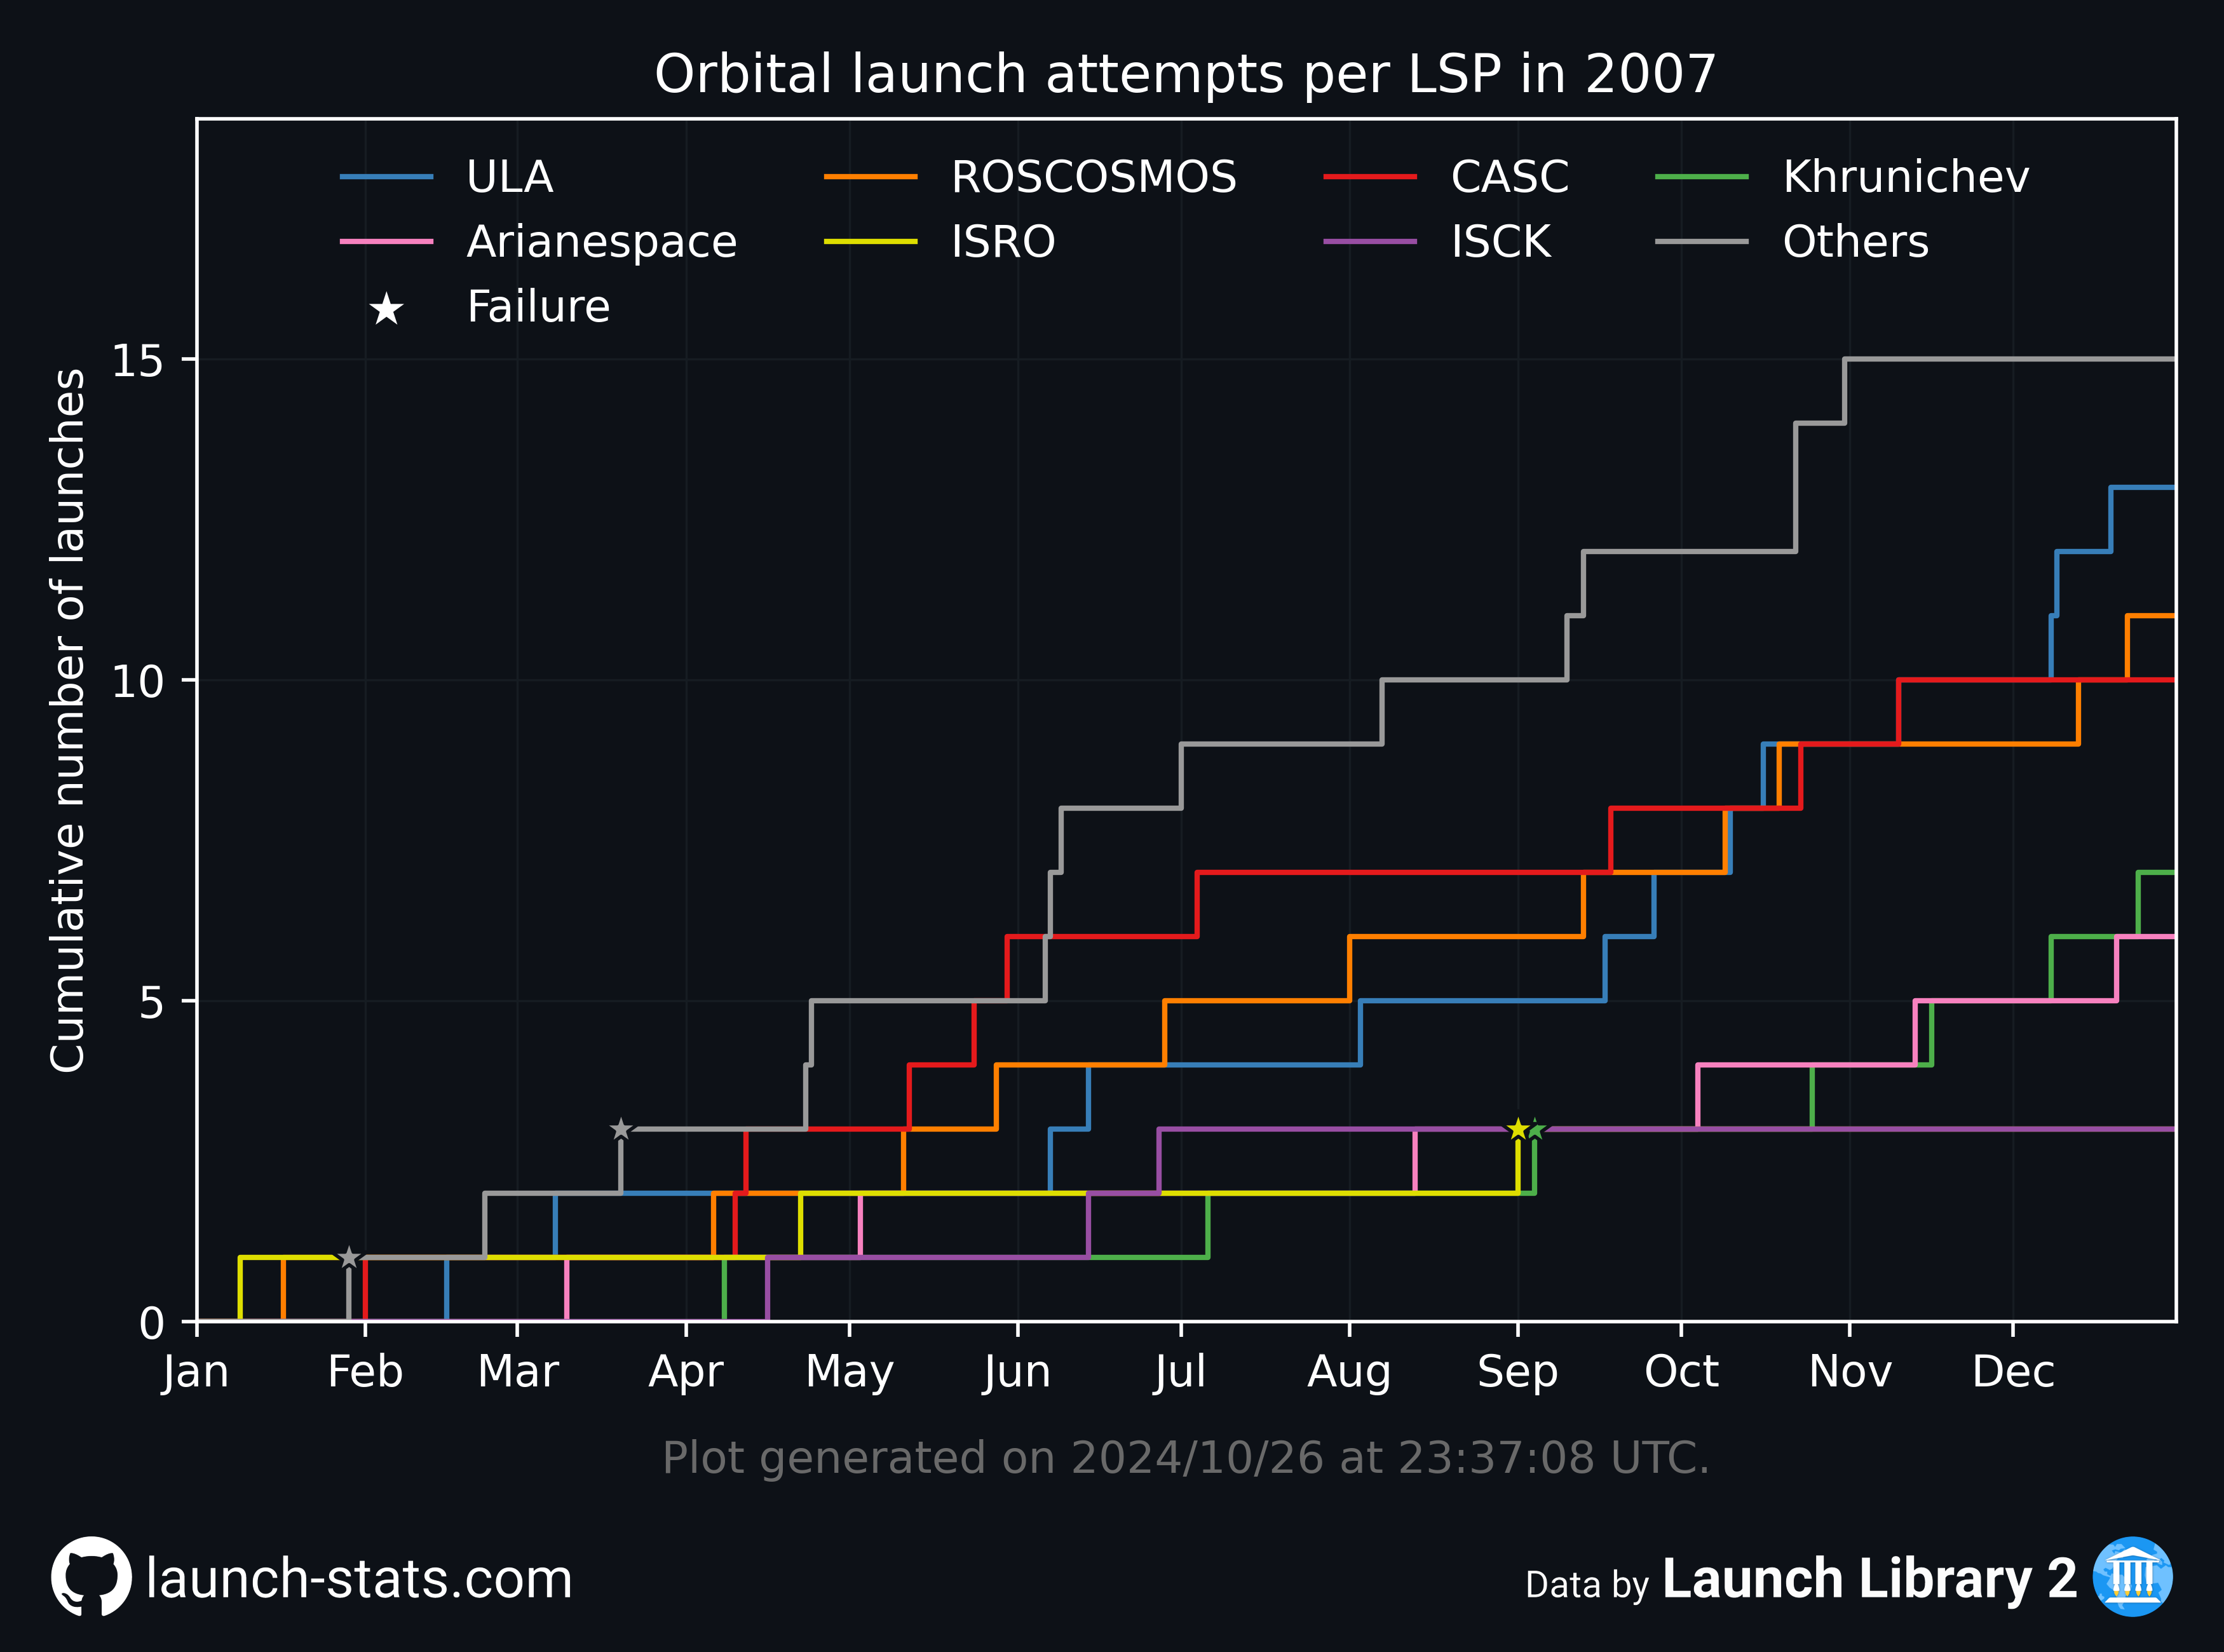 Orbital launch attempts per LSP in 2007
ULA ROSCOSMOS CASC Khrunichev
Arianespace ISRO ISCK Others
Failure
Cumulative number of launches
15
10
5
0
Jan Feb Mar Apr May Jun Jul Aug Sep Oct Nov Dec
Plot generated on 2024/10/26 at 23:37:08 UTC.
launch-stats.com
Data by Launch Library 2